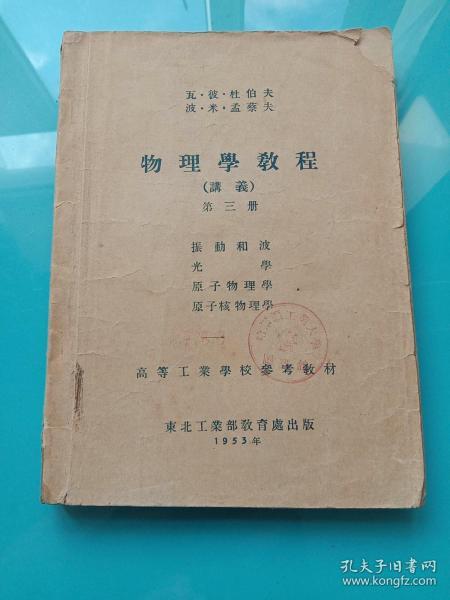 瓦·彼·杜伯夫
波·米·孟蔡夫
物理學教程
(講義)
第三册
振動和波
光學
原子物理學
原子核物理學
高等工業學校參考教材
東北工業部教育處出版
1953年
孔夫子旧书网
www.kongfz.com